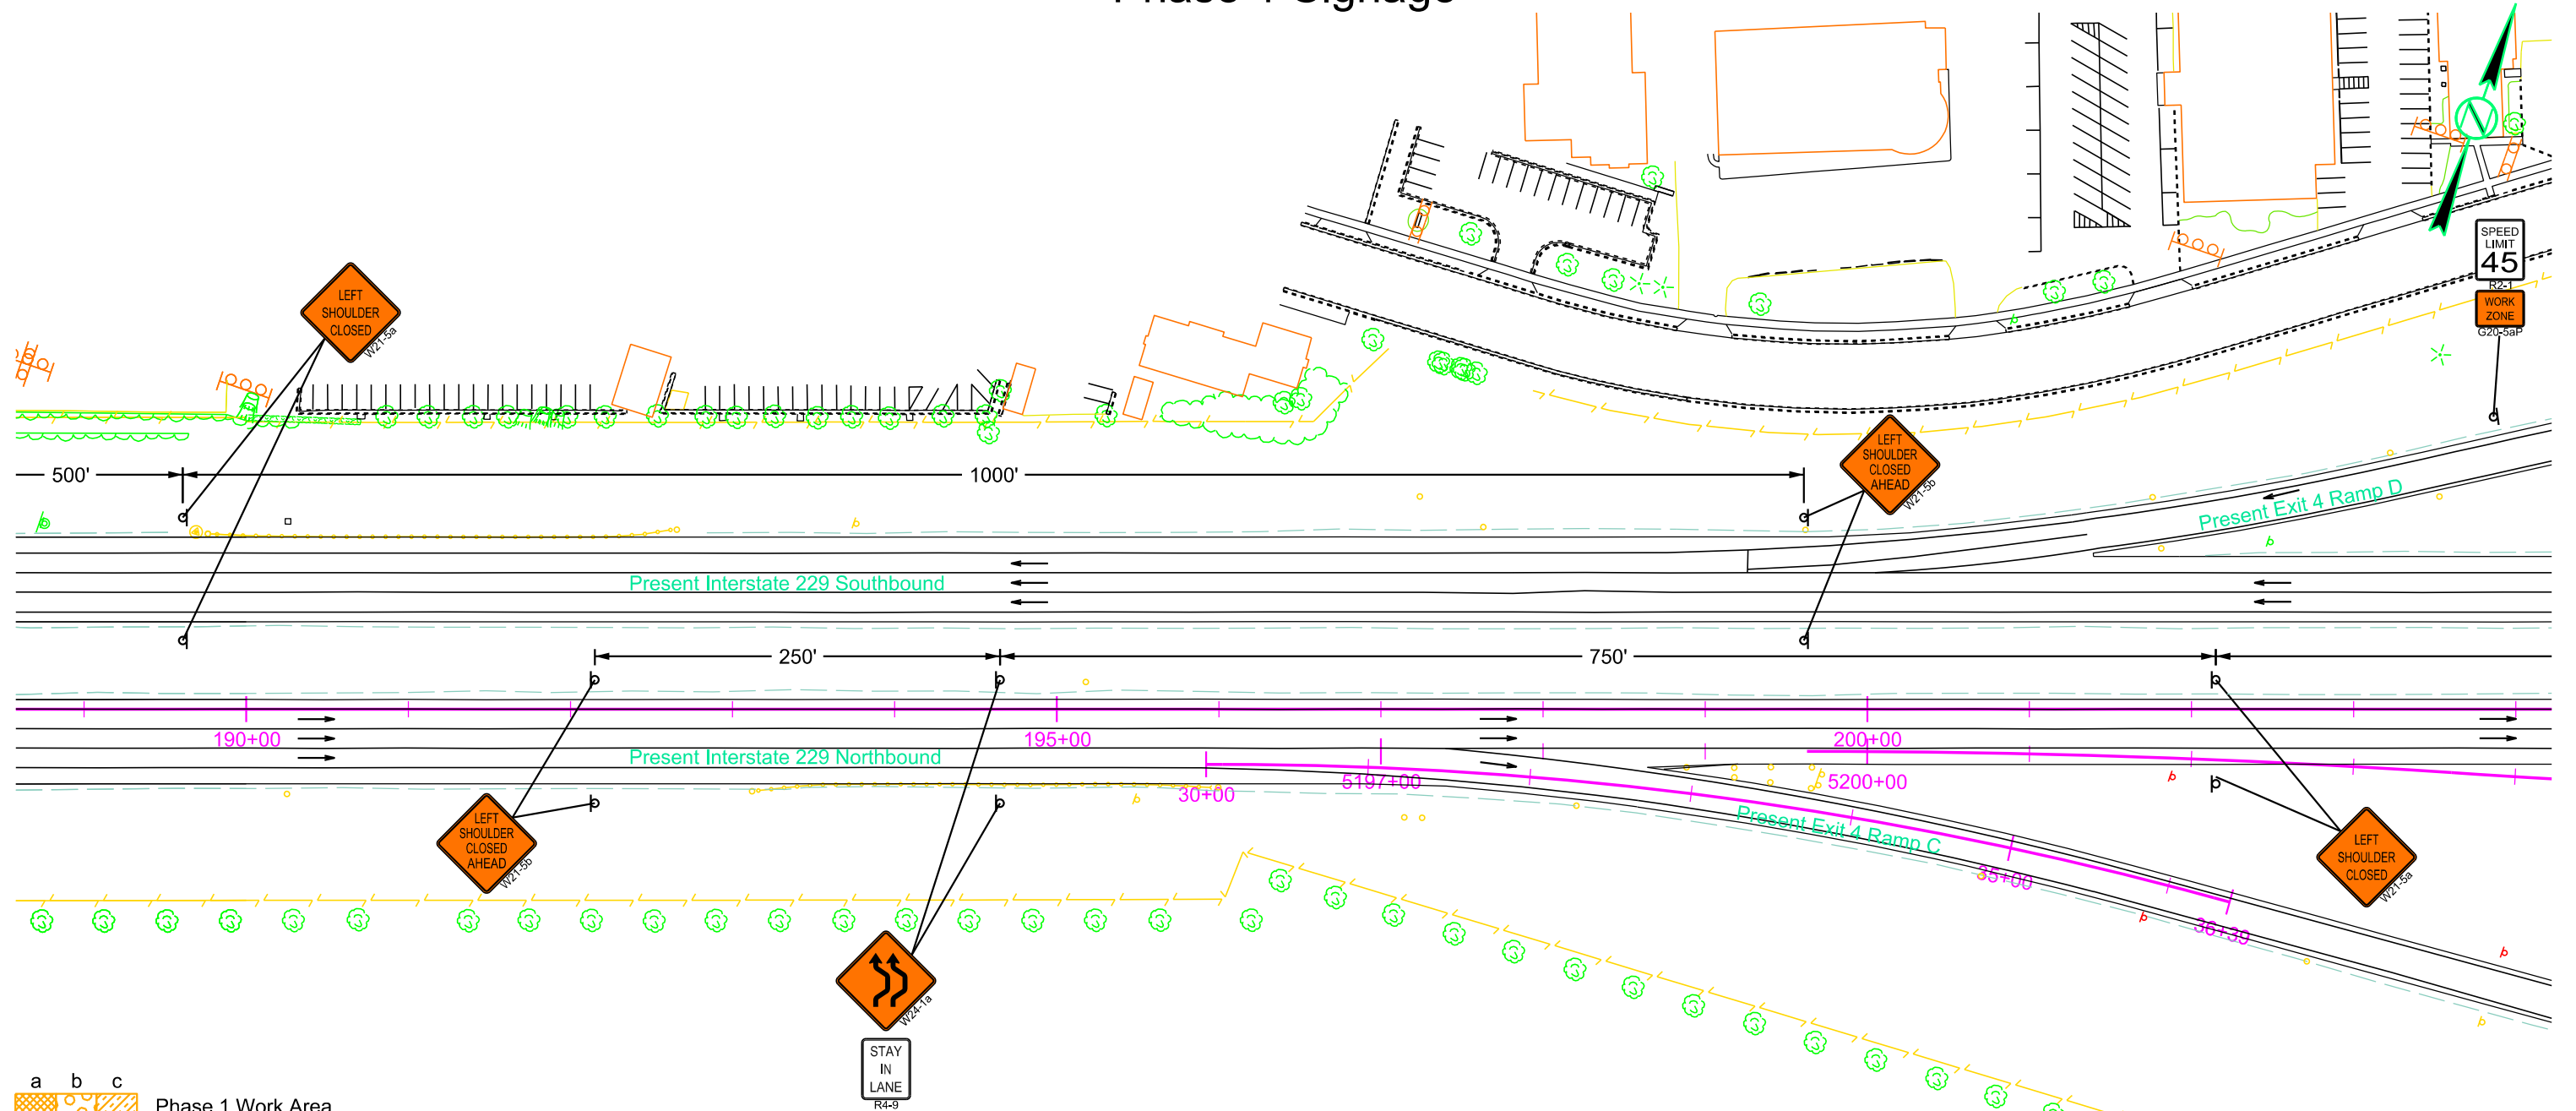 SPEED
LIMIT
45
R2-1
WORK
ZONE
G20-5aP
LEFT
SHOULDER
CLOSED
W21-5a
LEFT
SHOULDER
CLOSED
AHEAD
W21-5b
500'
1000'
Present Exit 4 Ramp D
Present Interstate 229 Southbound
250'
750'
190+00
195+00
200+00
Present Interstate 229 Northbound
30+00
5197+00
5200+00
Present Exit 4 Ramp C
35+00
36+39
LEFT
SHOULDER
CLOSED
AHEAD
W21-5b
LEFT
SHOULDER
CLOSED
W21-5a
W24-1a
STAY
IN
LANE
R4-9
a b c
Phase 1 Work Area